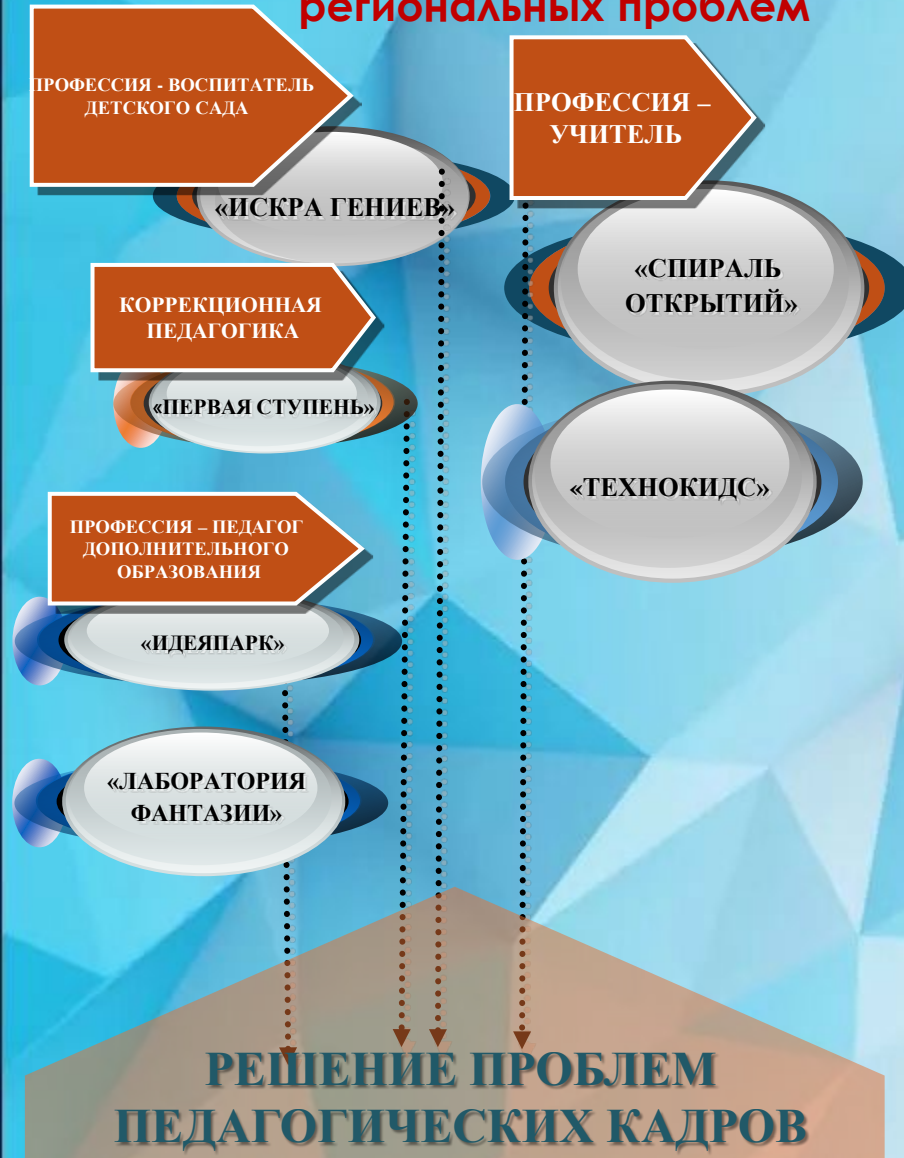 региональных проблем
ПРОФЕССИЯ - ВОСПИТАТЕЛЬ
ДЕТСКОГО САДА
«ИСКРА ГЕНИЕВ»
КОРРЕКЦИОННАЯ
ПЕДАГОГИКА
«ПЕРВАЯ СТУПЕНЬ»
ПРОФЕССИЯ – ПЕДАГОГ
ДОПОЛНИТЕЛЬНОГО
ОБРАЗОВАНИЯ
«ИДЕЯПАРК»
«ЛАБОРАТОРИЯ
ФАНТАЗИИ»
ПРОФЕССИЯ –
УЧИТЕЛЬ
«СПИРАЛЬ
ОТКРЫТИЙ»
«ТЕХНОКИДС»
РЕШЕНИЕ ПРОБЛЕМ
ПЕДАГОГИЧЕСКИХ КАДРОВ